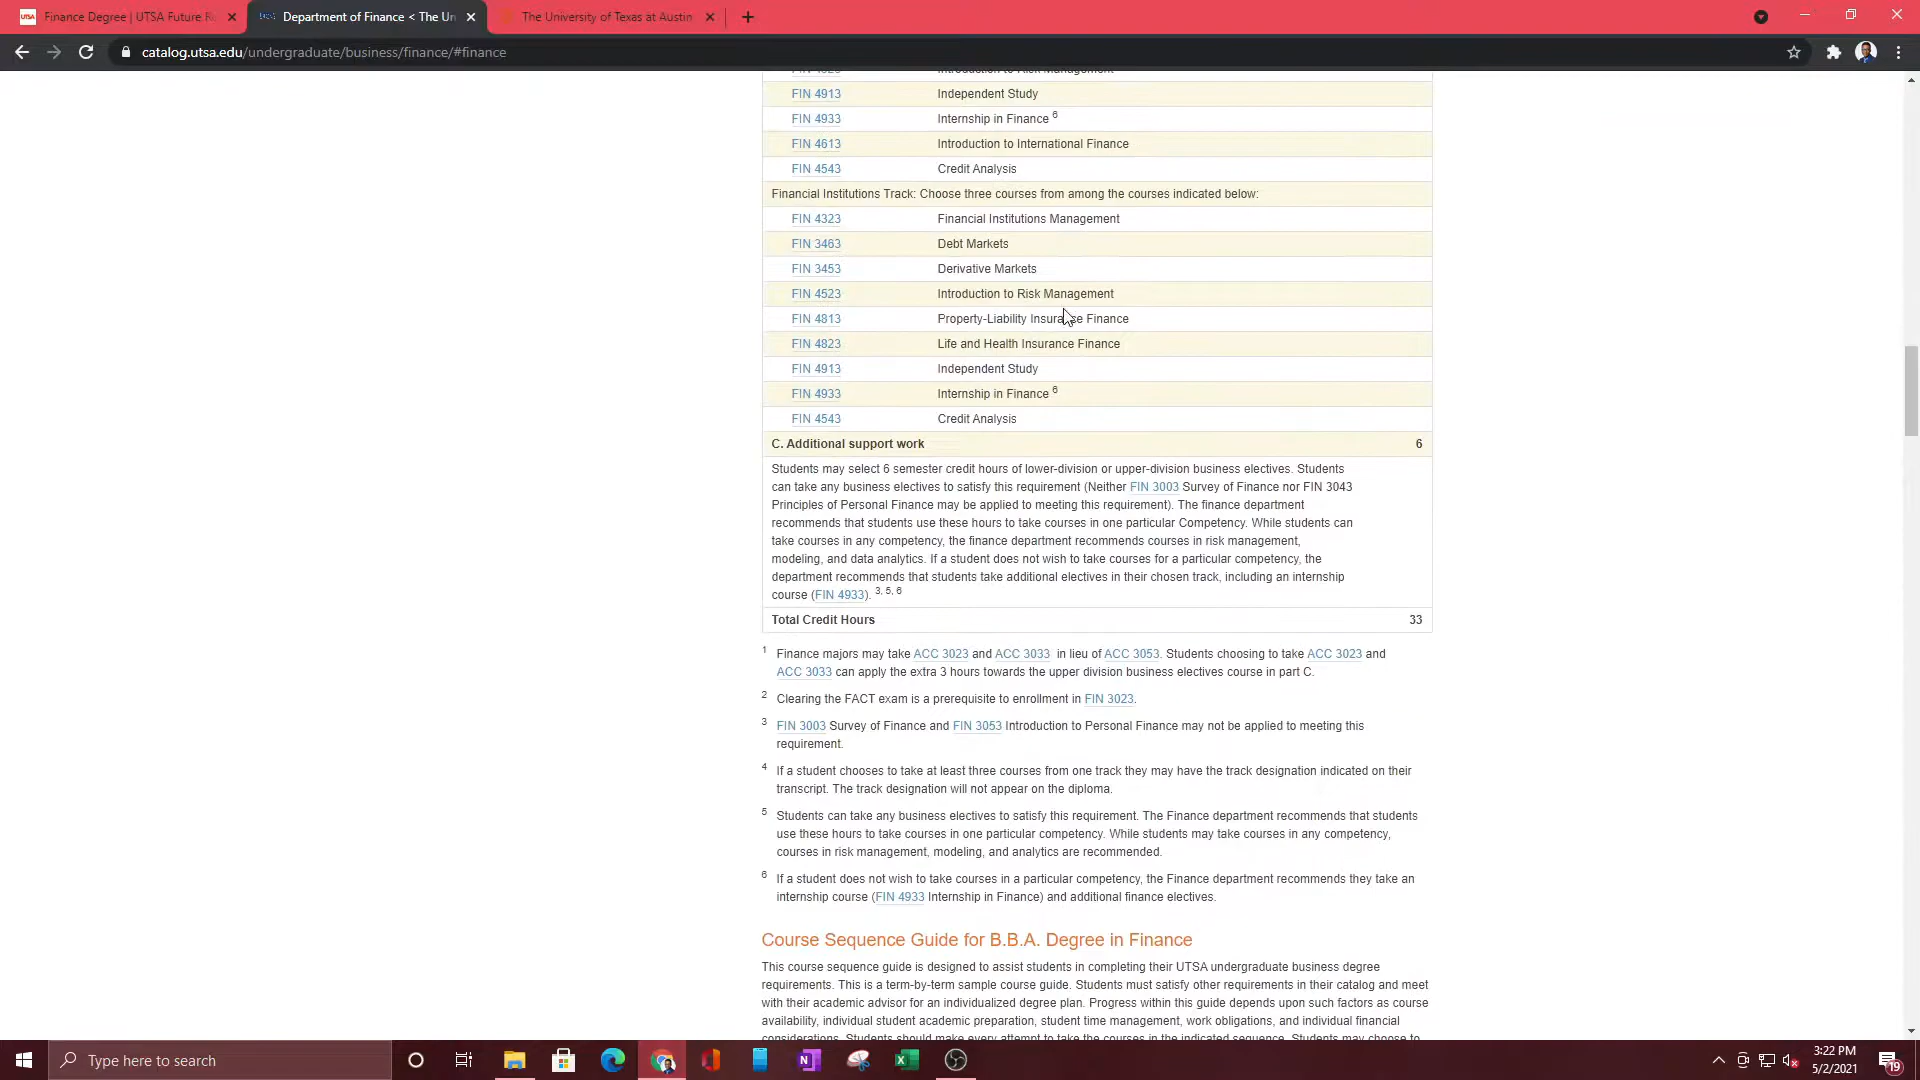 Finance Degree | UTSA Future R
Department of Finance < The Un
The University of Texas at Austin
catalog.utsa.edu/undergraduate/business/finance/#finance
FIN 4523 Introduction to Risk Management
FIN 4913 Independent Study
FIN 4933 Internship in Finance 6
FIN 4613 Introduction to International Finance
FIN 4543 Credit Analysis
Financial Institutions Track: Choose three courses from among the courses indicated below:
FIN 4323 Financial Institutions Management
FIN 3463 Debt Markets
FIN 3453 Derivative Markets
FIN 4523 Introduction to Risk Management
FIN 4813 Property-Liability Insurance Finance
FIN 4823 Life and Health Insurance Finance
FIN 4913 Independent Study
FIN 4933 Internship in Finance 6
FIN 4543 Credit Analysis
C. Additional support work 6
Students may select 6 semester credit hours of lower-division or upper-division business electives. Students
can take any business electives to satisfy this requirement (Neither FIN 3003 Survey of Finance nor FIN 3043
Principles of Personal Finance may be applied to meeting this requirement). The finance department
recommends that students use these hours to take courses in one particular Competency. While students can
take courses in any competency, the finance department recommends courses in risk management,
modeling, and data analytics. If a student does not wish to take courses for a particular competency, the
department recommends that students take additional electives in their chosen track, including an internship
course (FIN 4933). 3, 5, 6
Total Credit Hours 33
1 Finance majors may take ACC 3023 and ACC 3033 in lieu of ACC 3053. Students choosing to take ACC 3023 and
ACC 3033 can apply the extra 3 hours towards the upper division business electives course in part C.
2 Clearing the FACT exam is a prerequisite to enrollment in FIN 3023.
3 FIN 3003 Survey of Finance and FIN 3053 Introduction to Personal Finance may not be applied to meeting this
requirement.
4 If a student chooses to take at least three courses from one track they may have the track designation indicated on their
transcript. The track designation will not appear on the diploma.
5 Students can take any business electives to satisfy this requirement. The Finance department recommends that students
use these hours to take courses in one particular competency. While students may take courses in any competency,
courses in risk management, modeling, and analytics are recommended.
6 If a student does not wish to take courses in a particular competency, the Finance department recommends they take an
internship course (FIN 4933 Internship in Finance) and additional finance electives.
Course Sequence Guide for B.B.A. Degree in Finance
This course sequence guide is designed to assist students in completing their UTSA undergraduate business degree
requirements. This is a term-by-term sample course guide. Students must satisfy other requirements in their catalog and meet
with their academic advisor for an individualized degree plan. Progress within this guide depends upon such factors as course
availability, individual student academic preparation, student time management, work obligations, and individual financial
considerations. Students should make every attempt to take the courses in the indicated sequence. Students may choose to
Type here to search
3:22 PM
5/2/2021
19